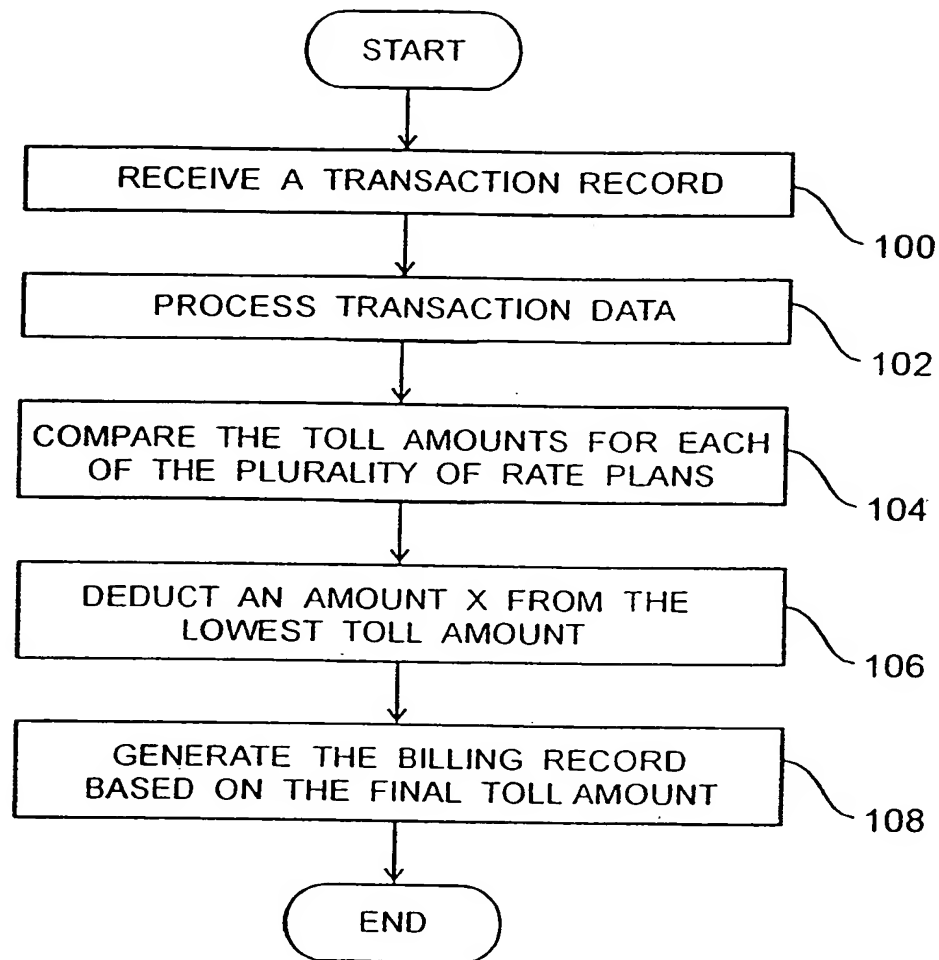 START
RECEIVE A TRANSACTION RECORD
100
PROCESS TRANSACTION DATA
102
COMPARE THE TOLL AMOUNTS FOR EACH
OF THE PLURALITY OF RATE PLANS
104
DEDUCT AN AMOUNT X FROM THE
LOWEST TOLL AMOUNT
106
GENERATE THE BILLING RECORD
BASED ON THE FINAL TOLL AMOUNT
108
END